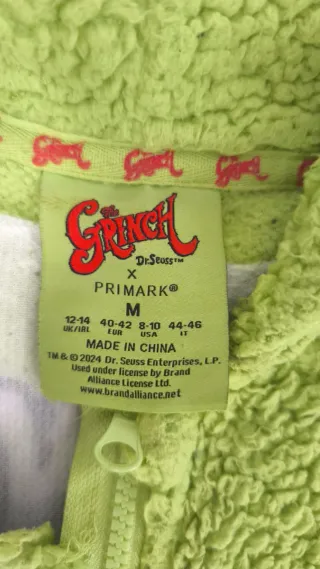 Grinch
Grinch
Grinch
The
GRINCH
Dr.Seuss™
X
PRIMARK®
M
12-14 40-42 8-10 44-46
UK/IRL EUR USA IT
MADE IN CHINA
TM & © 2024 Dr. Seuss Enterprises, L.P.
Used under license by Brand
Alliance License Ltd.
www.brandalliance.net